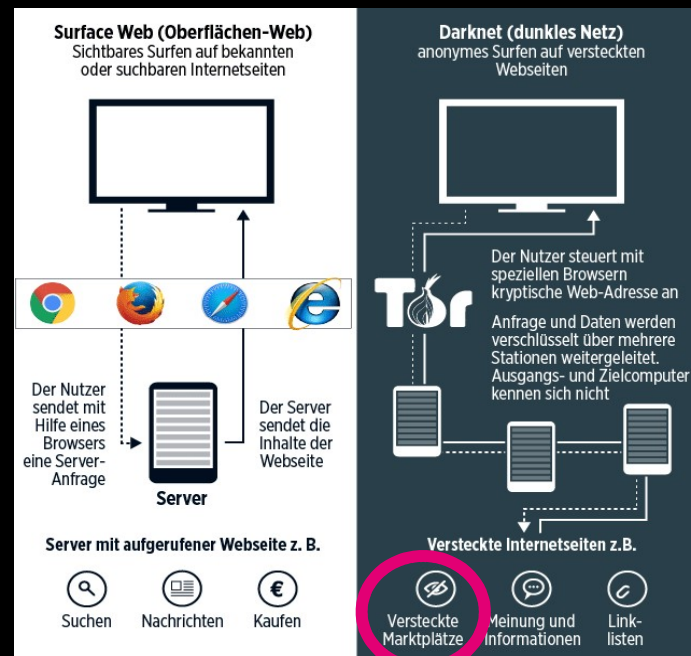 Surface Web (Oberflächen-Web)
Sichtbares Surfen auf bekannten
oder suchbaren Internetseiten
Der Nutzer
sendet mit
Hilfe eines
Browsers
eine Server-
Anfrage
Der Server
sendet die
Inhalte der
Webseite
Server
Server mit aufgerufener Webseite z. B.
Suchen
Nachrichten
€
Kaufen
Darknet (dunkles Netz)
anonymes Surfen auf versteckten
Webseiten
Tor
Der Nutzer steuert mit
speziellen Browsern
kryptische Web-Adresse an
Anfrage und Daten werden
verschlüsselt über mehrere
Stationen weitergeleitet.
Ausgangs- und Zielcomputer
kennen sich nicht
Versteckte Internetseiten z.B.
Versteckte
Marktplätze
Meinung und
Informationen
Link-
listen